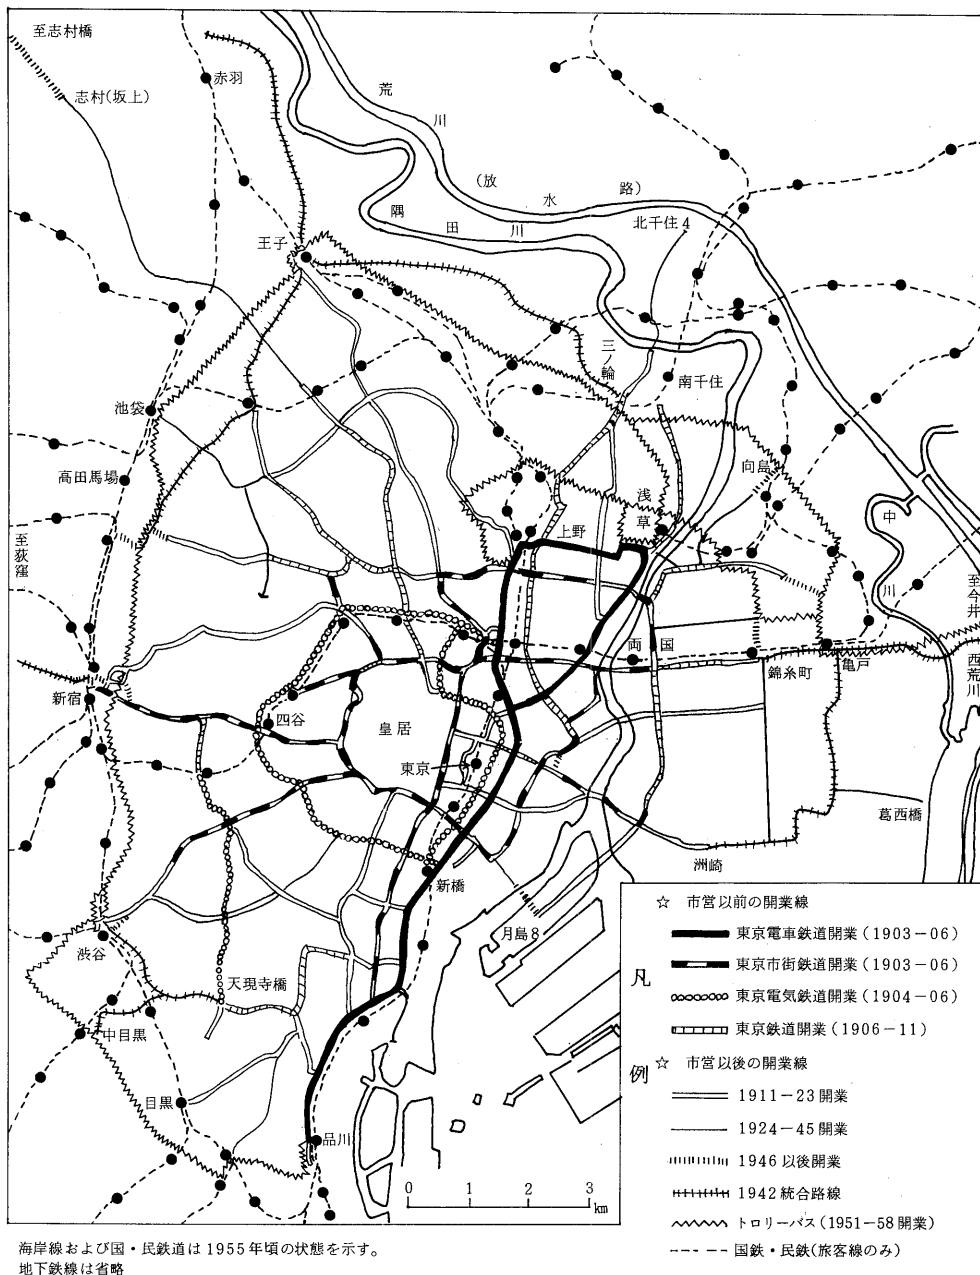 至志村橋
志村(坂上)
赤羽
荒川
(放水路)
隅田川
北千住4
王子
三ノ輪
南千住
池袋
高田馬場
向島
浅草
上野
中川
至荻窪
至今井
両国
錦糸町
亀戸
西荒川
新宿
四谷
皇居
東京
葛西橋
洲崎
新橋
月島8
渋谷
天現寺橋
中目黒
目黒
品川
0 1 2 3
km
凡例
☆ 市営以前の開業線
東京電車鉄道開業(1903-06)
東京市街鉄道開業(1903-06)
東京電気鉄道開業(1904-06)
東京鉄道開業(1906-11)
☆ 市営以後の開業線
1911-23開業
1924-45開業
1946以後開業
1942統合路線
トロリーバス(1951-58開業)
国鉄・民鉄(旅客線のみ)
海岸線および国・民鉄道は1955年頃の状態を示す。
地下鉄線は省略